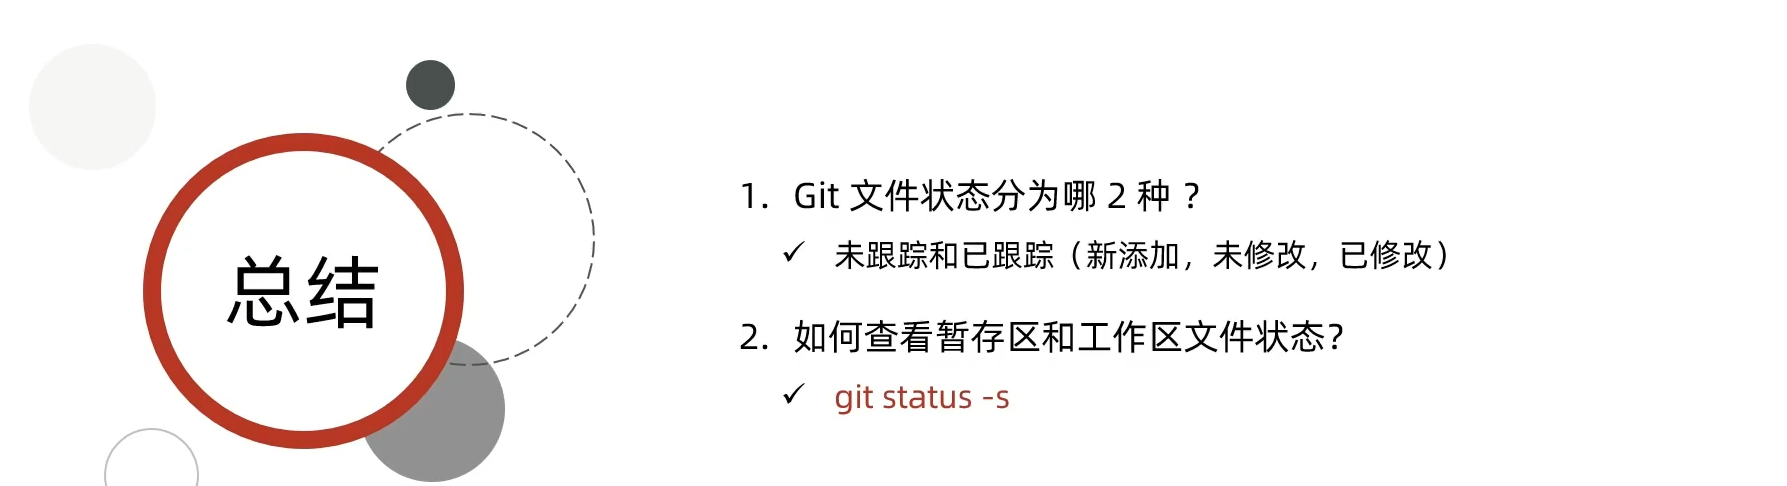 总结
1. Git 文件状态分为哪 2 种 ？
✓ 未跟踪和已跟踪（新添加，未修改，已修改）
2. 如何查看暂存区和工作区文件状态？
✓ git status -s